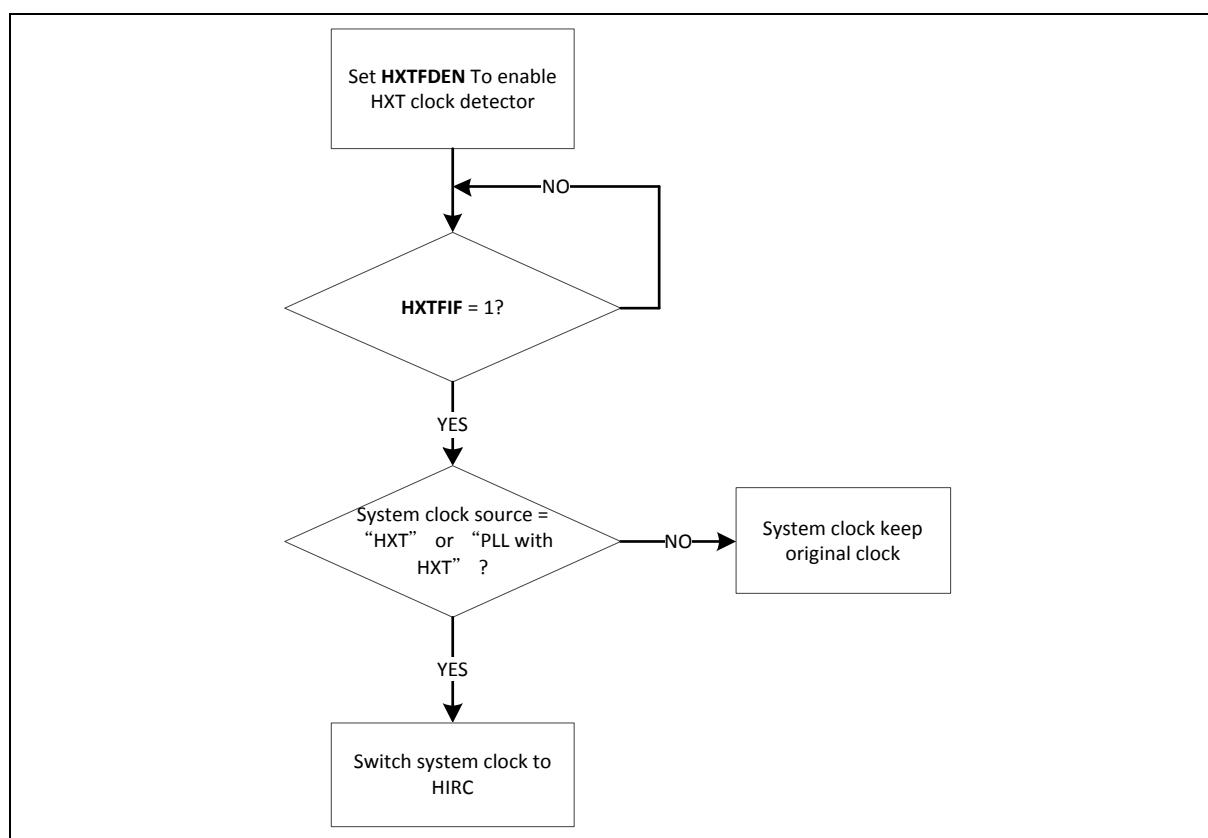 Set HXTFDEN To enable
HXT clock detector
NO
HXTFIF = 1?
YES
System clock source =
“HXT” or “PLL with
HXT” ?
NO
System clock keep
original clock
YES
Switch system clock to
HIRC